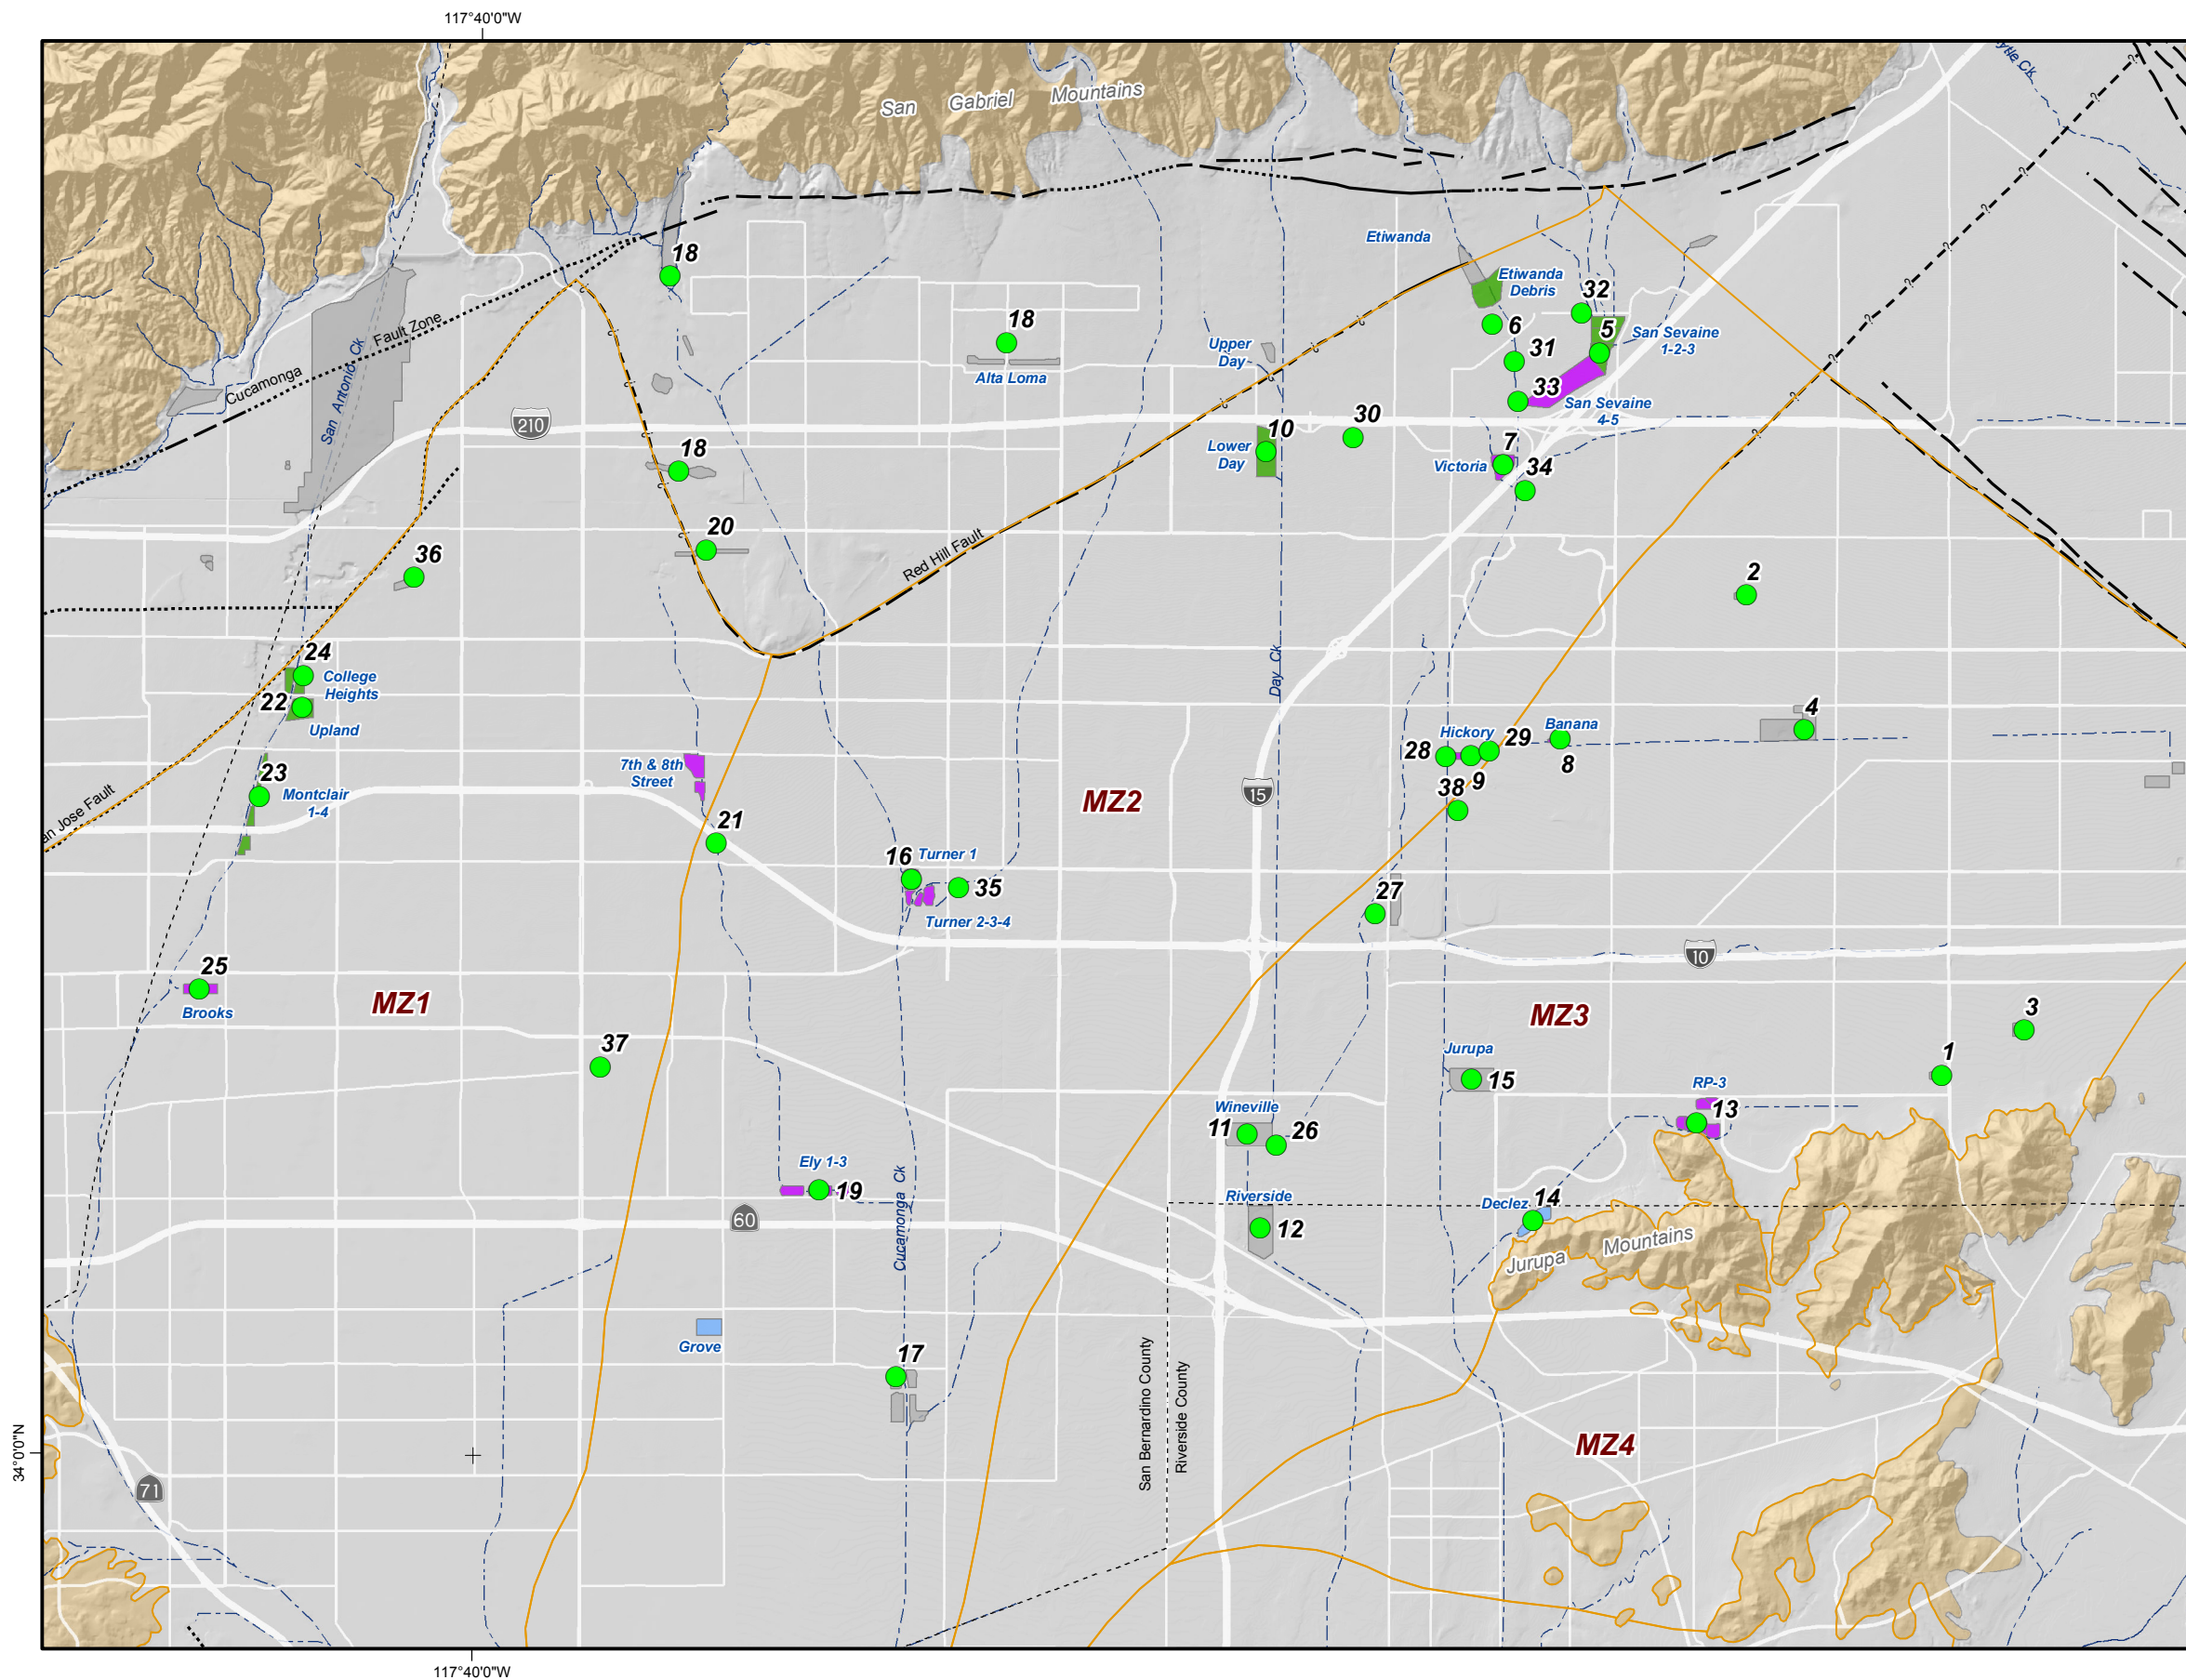 117°40'0"W
San Gabriel Mountains
Etiwanda
18
Etiwanda
Debris
32
6
5
San Sevaine
1-2-3
18
Fault Zone
Cucamonga
San Antonio Ck
Upper
Day
31
Alta Loma
33
San Sevaine
4-5
210
30
10
Lower
Day
18
7
Victoria
34
20
Red Hill Fault
36
2
24
College
Heights
22
Upland
Day Ck
4
Hickory
Banana
28
29
9
8
38
7th & 8th
Street
23
Montclair
1-4
15
MZ2
Jose Fault
21
16
Turner 1
35
Turner 2-3-4
27
10
25
Brooks
MZ1
MZ3
3
37
Jurupa
15
1
RP-3
13
Wineville
11
26
Ely 1-3
19
Cucamonga Ck
Riverside
12
Declez
14
60
Jurupa Mountains
Grove
17
San Bernardino County
Riverside County
MZ4
34°0'0"N
71
117°40'0"W